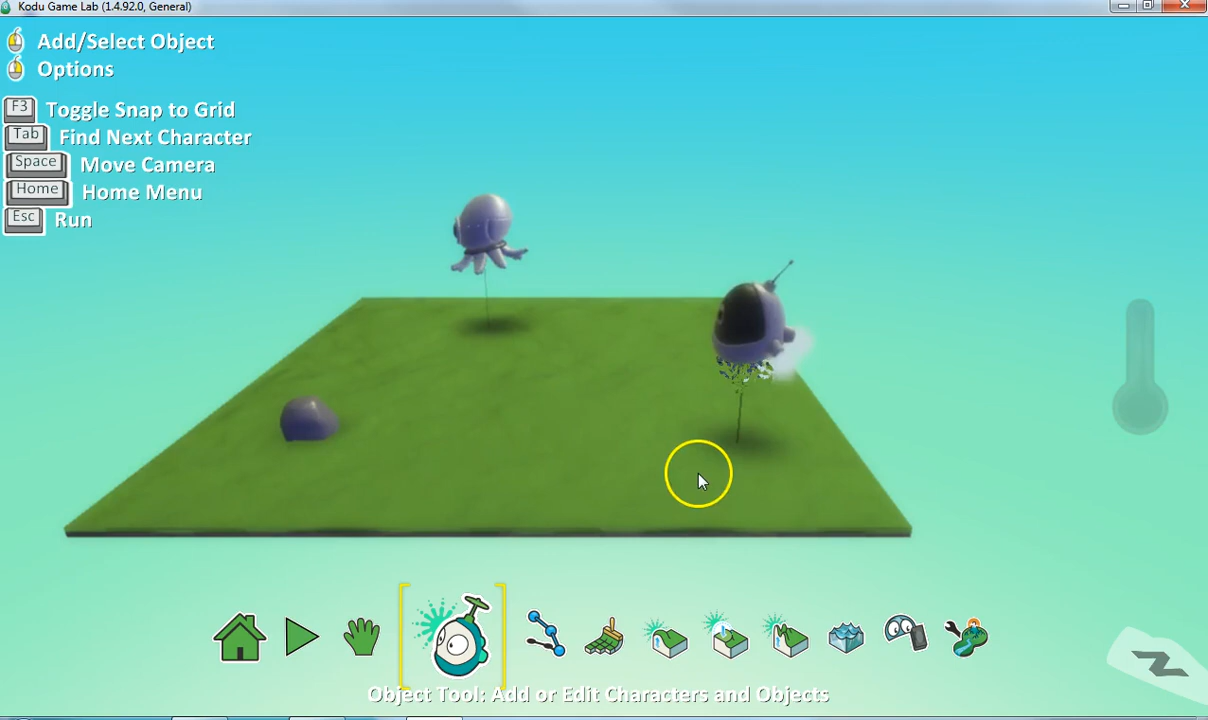 Kodu Game Lab (1.4.92.0, General)
Add/Select Object
Options
F3 Toggle Snap to Grid
Tab Find Next Character
Space Move Camera
Home Home Menu
Esc Run
Object Tool: Add or Edit Characters and Objects